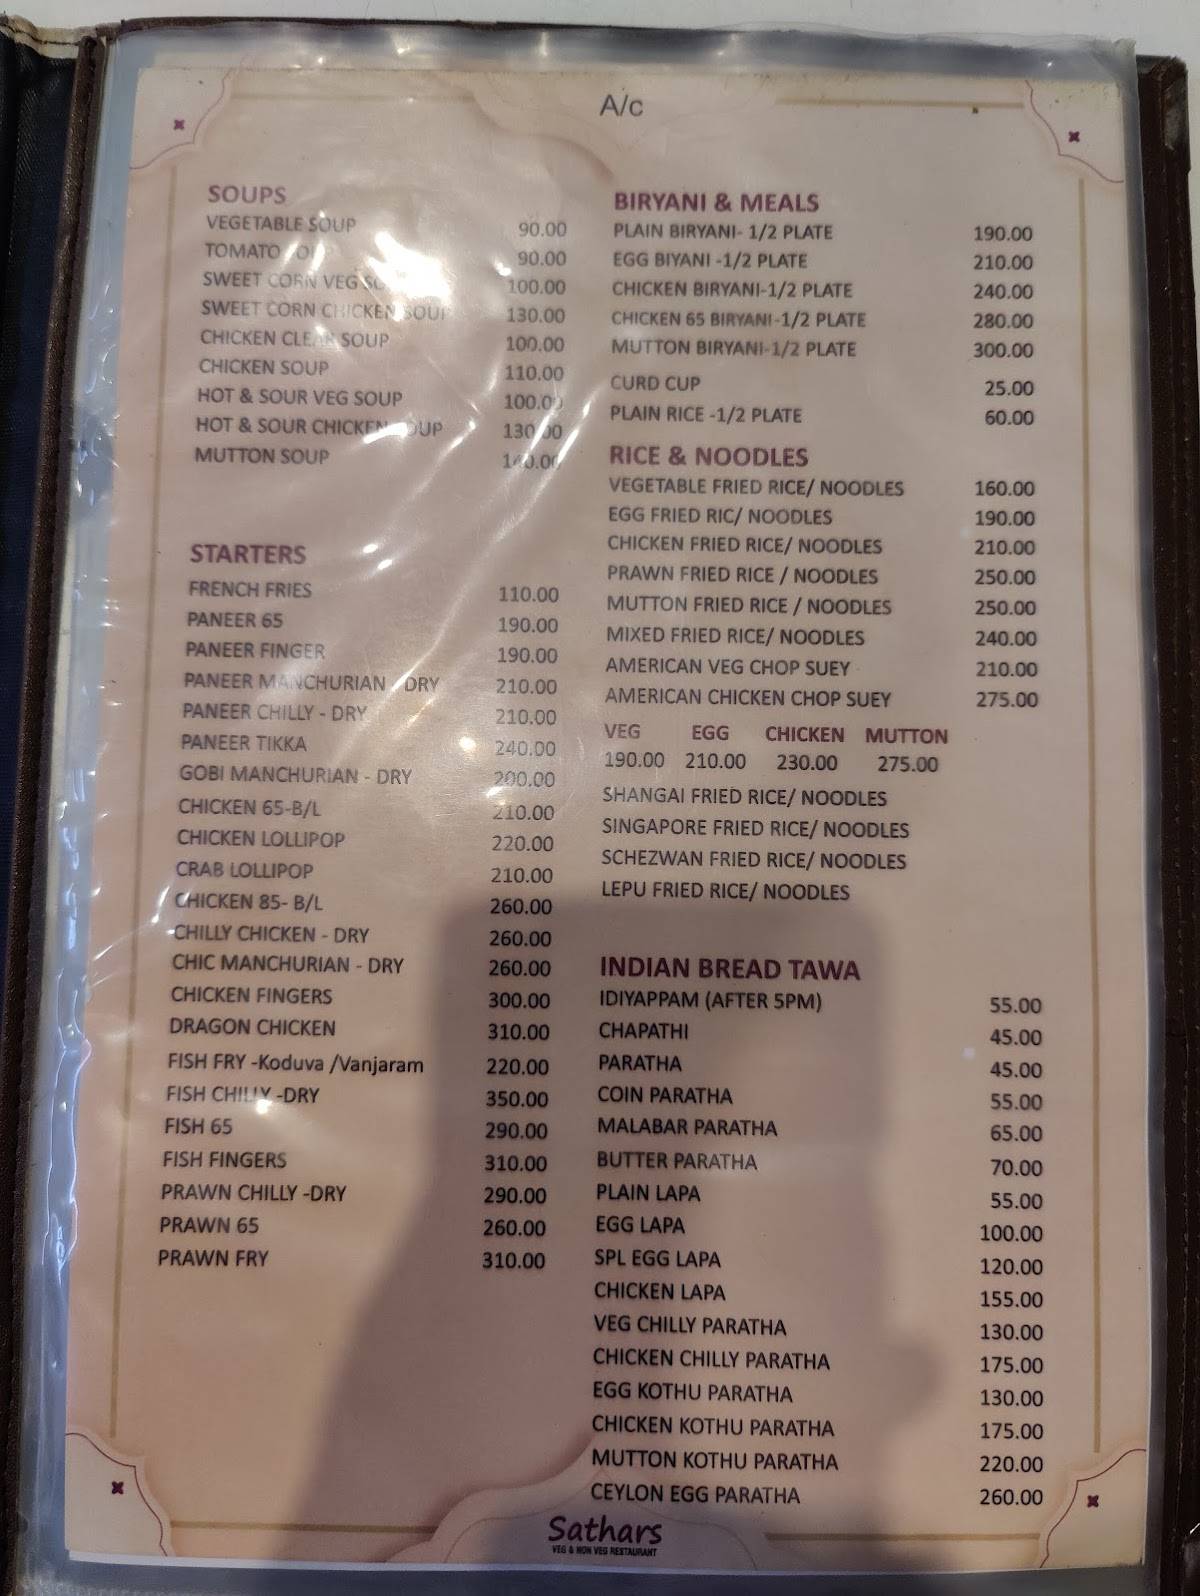 A/c
SOUPS
VEGETABLE SOUP 90.00
TOMATO 90.00
SWEET CORN VEG 100.00
SWEET CORN CHICKEN SOUP 130.00
CHICKEN CLEAR SOUP 100.00
CHICKEN SOUP 110.00
HOT & SOUR VEG SOUP 100.00
HOT & SOUR CHICKEN SOUP 130.00
MUTTON SOUP 140.00
STARTERS
FRENCH FRIES 110.00
PANEER 65 190.00
PANEER FINGER 190.00
PANEER MANCHURIAN - DRY 210.00
PANEER CHILLY - DRY 210.00
PANEER TIKKA 240.00
GOBI MANCHURIAN - DRY 200.00
CHICKEN 65-B/L 210.00
CHICKEN LOLLIPOP 220.00
CRAB LOLLIPOP 210.00
CHICKEN 85- B/L 260.00
CHILLY CHICKEN - DRY 260.00
CHIC MANCHURIAN - DRY 260.00
CHICKEN FINGERS 300.00
DRAGON CHICKEN 310.00
FISH FRY -Koduva /Vanjaram 220.00
FISH CHILLY -DRY 350.00
FISH 65 290.00
FISH FINGERS 310.00
PRAWN CHILLY -DRY 290.00
PRAWN 65 260.00
PRAWN FRY 310.00
BIRYANI & MEALS
PLAIN BIRYANI- 1/2 PLATE 190.00
EGG BIYANI -1/2 PLATE 210.00
CHICKEN BIRYANI-1/2 PLATE 240.00
CHICKEN 65 BIRYANI-1/2 PLATE 280.00
MUTTON BIRYANI-1/2 PLATE 300.00
CURD CUP 25.00
PLAIN RICE -1/2 PLATE 60.00
RICE & NOODLES
VEGETABLE FRIED RICE/ NOODLES 160.00
EGG FRIED RIC/ NOODLES 190.00
CHICKEN FRIED RICE/ NOODLES 210.00
PRAWN FRIED RICE / NOODLES 250.00
MUTTON FRIED RICE / NOODLES 250.00
MIXED FRIED RICE/ NOODLES 240.00
AMERICAN VEG CHOP SUEY 210.00
AMERICAN CHICKEN CHOP SUEY 275.00
VEG EGG CHICKEN MUTTON
190.00 210.00 230.00 275.00
SHANGAI FRIED RICE/ NOODLES
SINGAPORE FRIED RICE/ NOODLES
SCHEZWAN FRIED RICE/ NOODLES
LEPU FRIED RICE/ NOODLES
INDIAN BREAD TAWA
IDIYAPPAM (AFTER 5PM) 55.00
CHAPATHI 45.00
PARATHA 45.00
COIN PARATHA 55.00
MALABAR PARATHA 65.00
BUTTER PARATHA 70.00
PLAIN LAPA 55.00
EGG LAPA 100.00
SPL EGG LAPA 120.00
CHICKEN LAPA 155.00
VEG CHILLY PARATHA 130.00
CHICKEN CHILLY PARATHA 175.00
EGG KOTHU PARATHA 130.00
CHICKEN KOTHU PARATHA 175.00
MUTTON KOTHU PARATHA 220.00
CEYLON EGG PARATHA 260.00
Sathars
VEG & NON VEG RESTAURANT